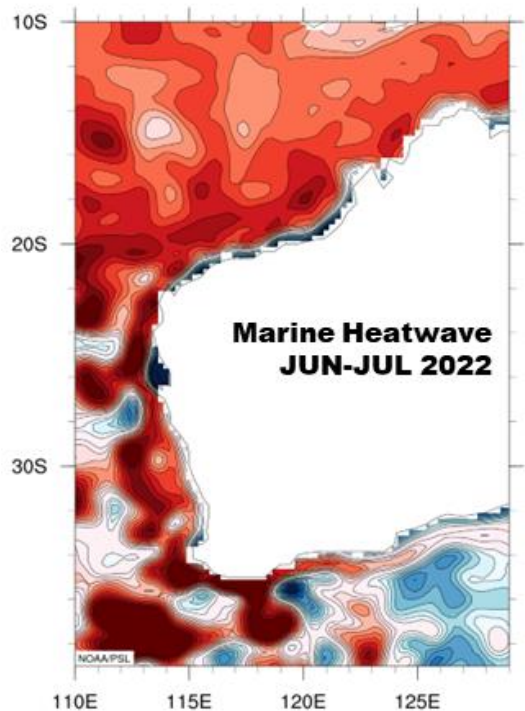 10S
20S
Marine Heatwave
JUN-JUL 2022
30S
NOAA/PSL
110E 115E 120E 125E